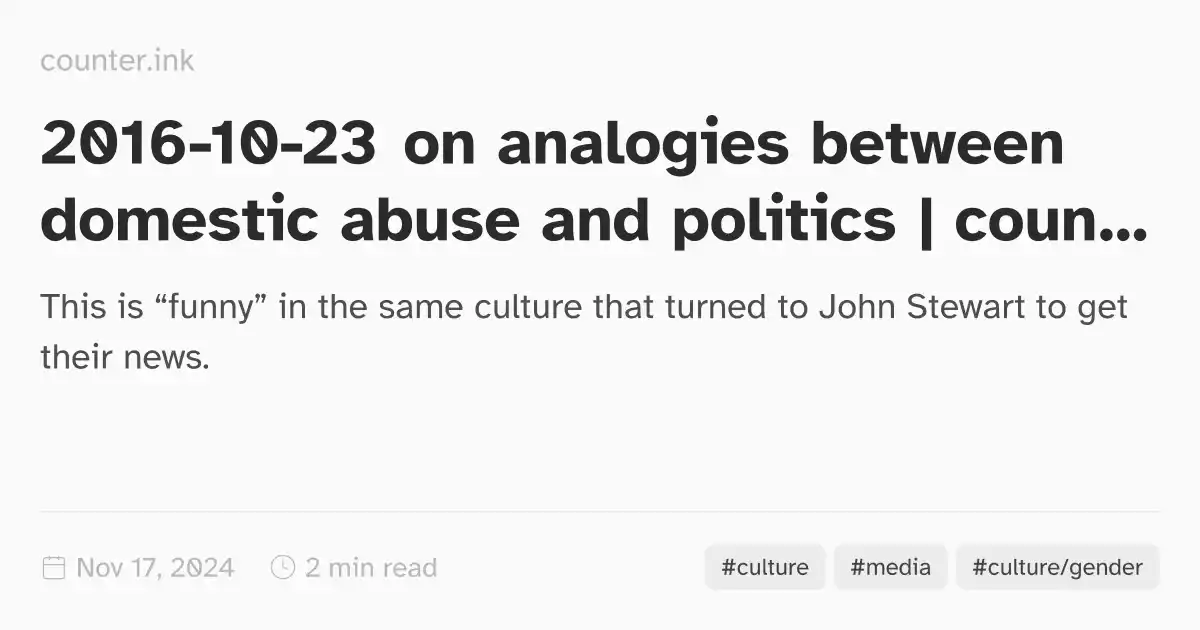 counter.ink
2016-10-23 on analogies between
domestic abuse and politics | coun...
This is “funny” in the same culture that turned to John Stewart to get
their news.
Nov 17, 2024 2 min read #culture #media #culture/gender